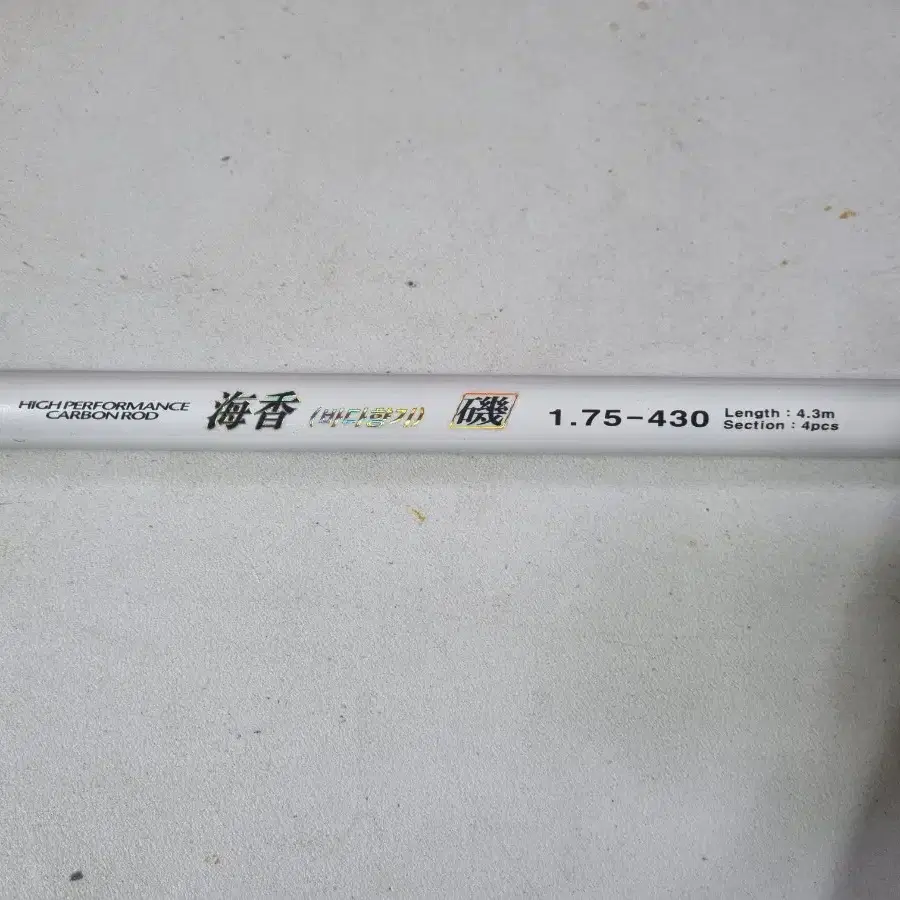 HIGH PERFORMANCE
CARBON ROD
海香 (바다향기) 磯 1.75-430
Length : 4.3m
Section : 4pcs